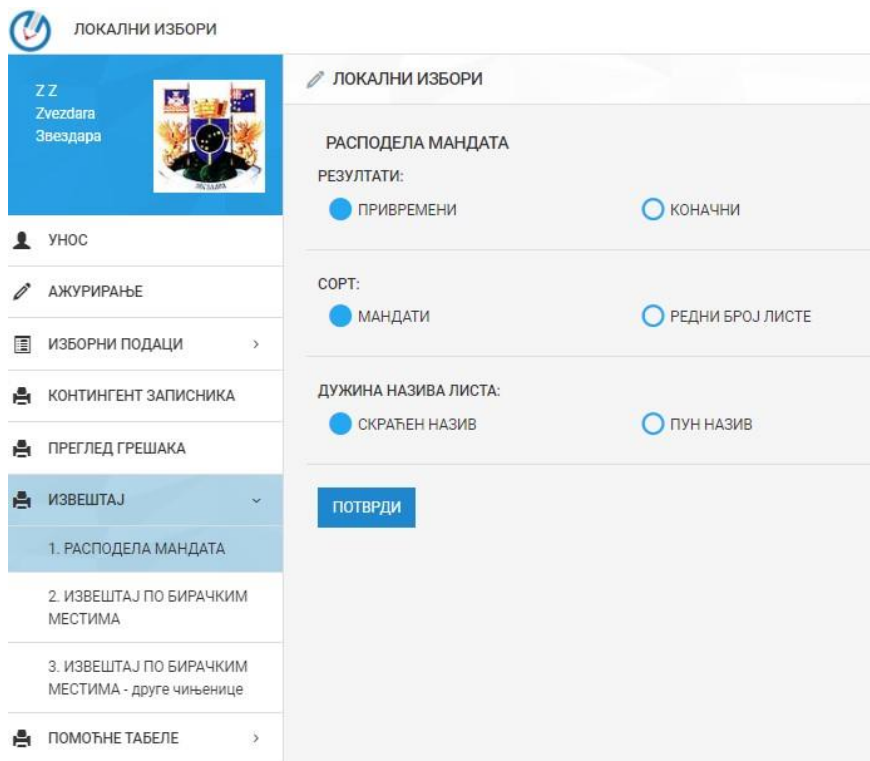 ЛОКАЛНИ ИЗБОРИ
Z Z
Zvezdara
Звездара
ЗВЕЗДАРА
УНОС
АЖУРИРАЊЕ
ИЗБОРНИ ПОДАЦИ
КОНТИНГЕНТ ЗАПИСНИКА
ПРЕГЛЕД ГРЕШАКА
ИЗВЕШТАЈ
1. РАСПОДЕЛА МАНДАТА
2. ИЗВЕШТАЈ ПО БИРАЧКИМ
МЕСТИМА
3. ИЗВЕШТАЈ ПО БИРАЧКИМ
МЕСТИМА - друге чињенице
ПОМОЋНЕ ТАБЕЛЕ
ЛОКАЛНИ ИЗБОРИ
РАСПОДЕЛА МАНДАТА
РЕЗУЛТАТИ:
ПРИВРЕМЕНИ КОНАЧНИ
СОРТ:
МАНДАТИ РЕДНИ БРОЈ ЛИСТЕ
ДУЖИНА НАЗИВА ЛИСТА:
СКРАЋЕН НАЗИВ ПУН НАЗИВ
ПОТВРДИ